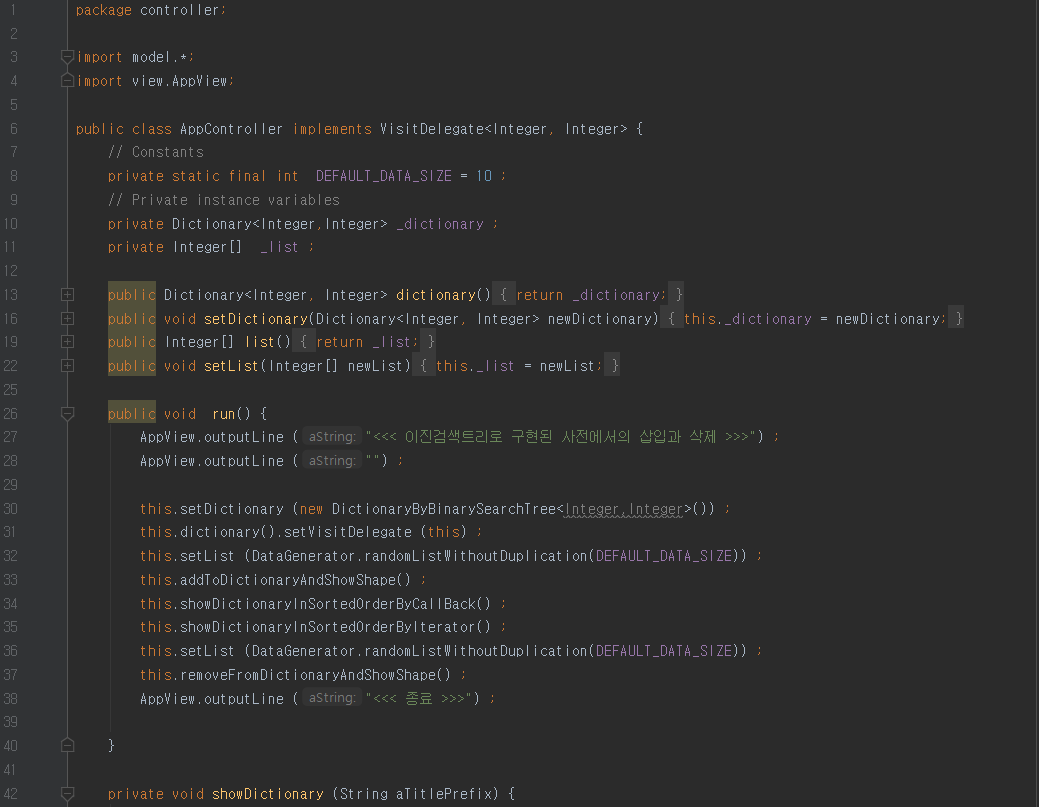 1 package controller;
2
3 import model.*;
4 import view.AppView;
5
6 public class AppController implements VisitDelegate<Integer, Integer> {
7 // Constants
8 private static final int  DEFAULT_DATA_SIZE = 10 ;
9 // Private instance variables
10 private Dictionary<Integer,Integer> _dictionary ;
11 private Integer[]  _list ;
12
13 public Dictionary<Integer, Integer> dictionary() { return _dictionary; }
16 public void setDictionary(Dictionary<Integer, Integer> newDictionary) { this._dictionary = newDictionary; }
19 public Integer[] list() { return _list; }
22 public void setList(Integer[] newList) { this._list = newList; }
25
26 public void  run() {
27 AppView.outputLine ( aString: "<<< 이진검색트리로 구현된 사전에서의 삽입과 삭제 >>>") ;
28 AppView.outputLine ( aString: "") ;
29
30 this.setDictionary (new DictionaryByBinarySearchTree<Integer,Integer>()) ;
31 this.dictionary().setVisitDelegate (this) ;
32 this.setList (DataGenerator.randomListWithoutDuplication(DEFAULT_DATA_SIZE)) ;
33 this.addToDictionaryAndShowShape() ;
34 this.showDictionaryInSortedOrderByCallBack() ;
35 this.showDictionaryInSortedOrderByIterator() ;
36 this.setList (DataGenerator.randomListWithoutDuplication(DEFAULT_DATA_SIZE)) ;
37 this.removeFromDictionaryAndShowShape() ;
38 AppView.outputLine ( aString: "<<< 종료 >>>") ;
39
40 }
41
42 private void showDictionary (String aTitlePrefix) {